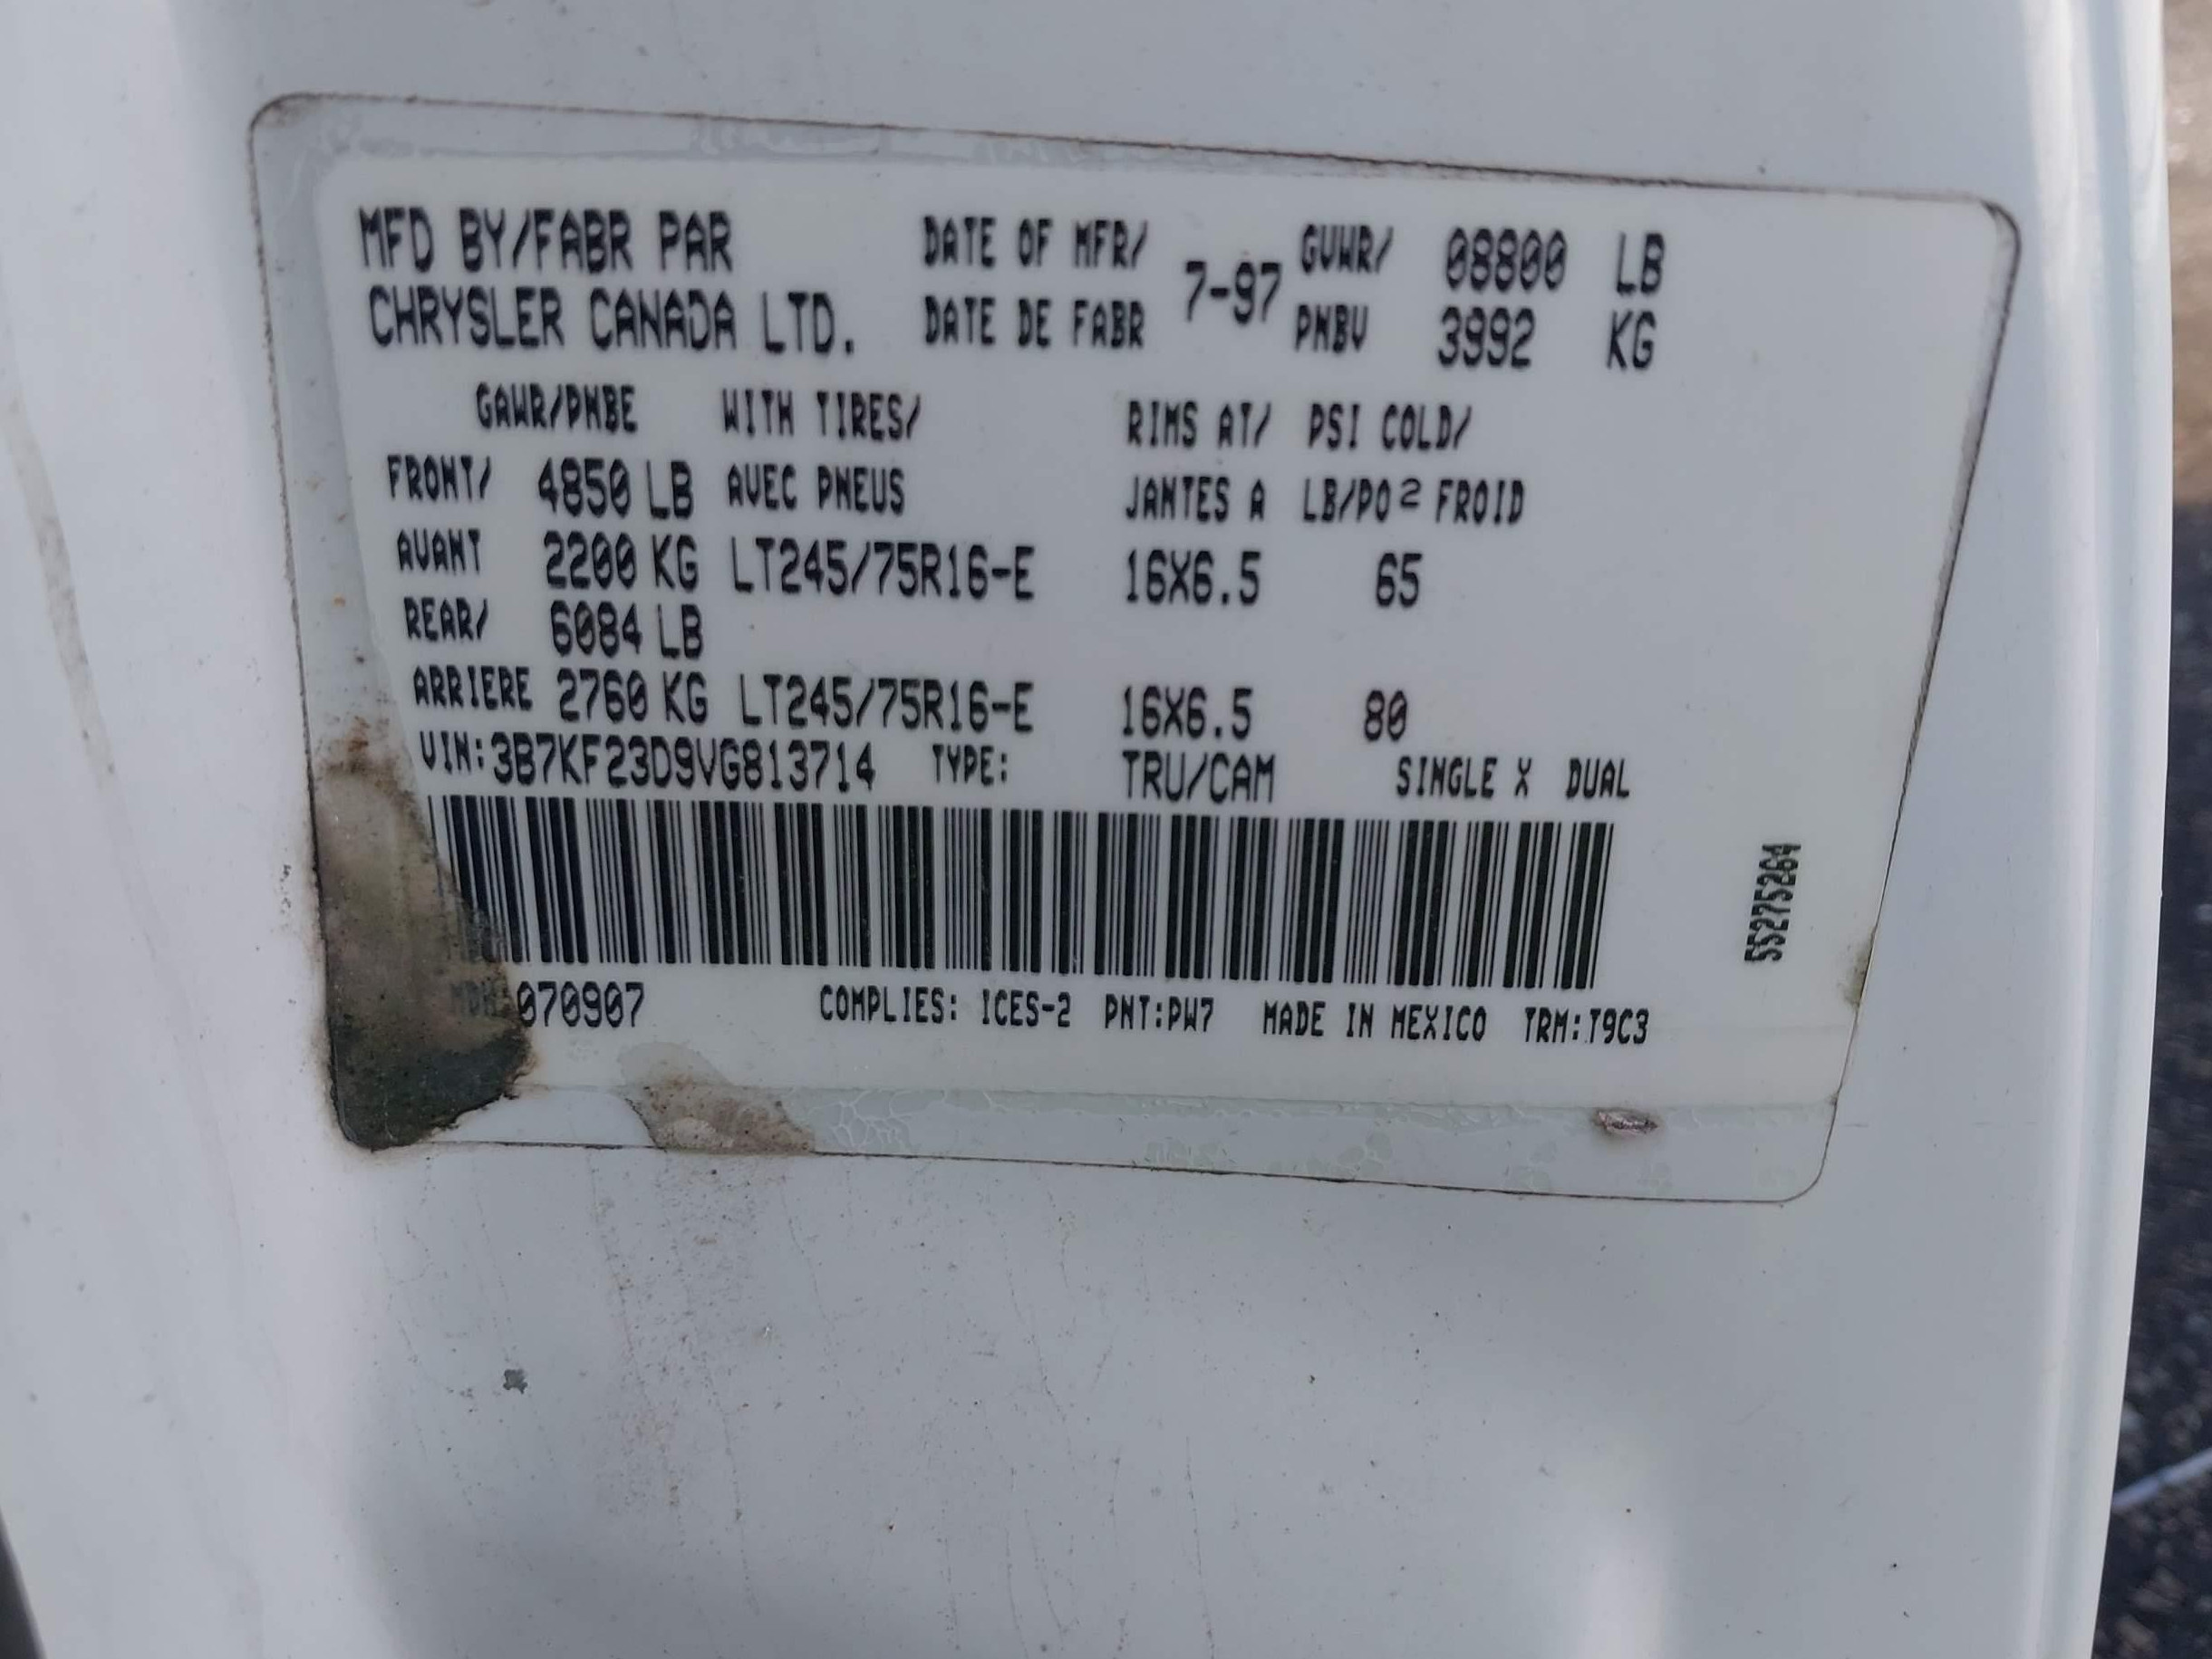 MFD BY/FABR PAR DATE OF MFR/ 7-97 GVWR/ 08800 LB
CHRYSLER CANADA LTD. DATE DE FABR PNBV 3992 KG
GAWR/PNBE WITH TIRES/ RIMS AT/ PSI COLD/
FRONT/ 4850 LB AVEC PNEUS JANTES A LB/PO² FROID
AVANT 2200 KG LT245/75R16-E 16X6.5 65
REAR/ 6084 LB
ARRIERE 2760 KG LT245/75R16-E 16X6.5 80
VIN:3B7KF23D9VG813714 TYPE: TRU/CAM SINGLE X DUAL
55275264
MDH:070907 COMPLIES: ICES-2 PNT:PW7 MADE IN MEXICO TRM:T9C3